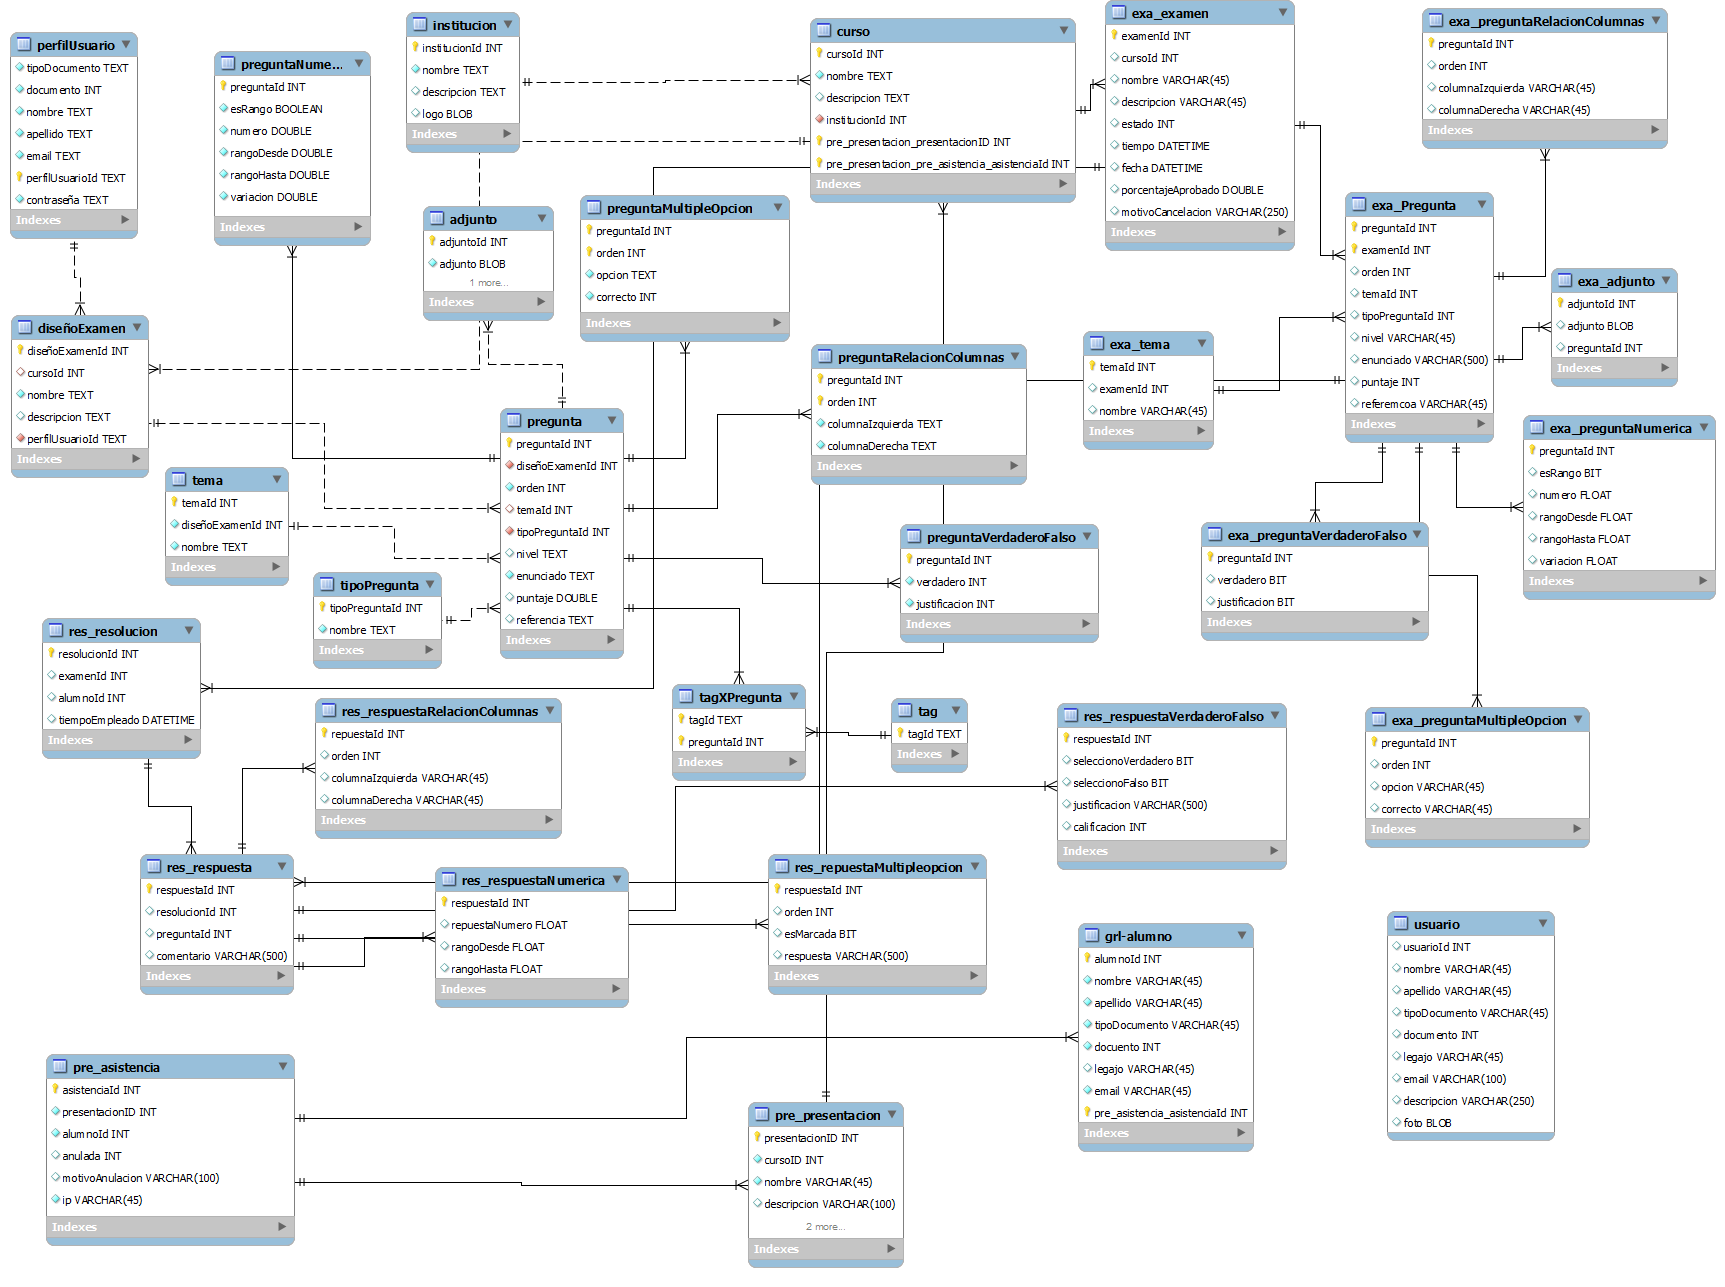 perfilUsuario
tipoDocumento TEXT
documento INT
nombre TEXT
apellido TEXT
email TEXT
perfilUsuarioId TEXT
contraseña TEXT
Indexes
preguntaNume...
preguntaId INT
esRango BOOLEAN
numero DOUBLE
rangoDesde DOUBLE
rangoHasta DOUBLE
variacion DOUBLE
Indexes
institucion
institucionId INT
nombre TEXT
descripcion TEXT
logo BLOB
Indexes
curso
cursoId INT
nombre TEXT
descripcion TEXT
institucionId INT
pre_presentacion_presentacionID INT
pre_presentacion_pre_asistencia_asistenciaId INT
Indexes
exa_examen
examenId INT
cursoId INT
nombre VARCHAR(45)
descripcion VARCHAR(45)
estado INT
tiempo DATETIME
fecha DATETIME
porcentajeAprobado DOUBLE
motivoCancelacion VARCHAR(250)
Indexes
exa_preguntaRelacionColumnas
preguntaId INT
orden INT
columnaIzquierda VARCHAR(45)
columnaDerecha VARCHAR(45)
Indexes
adjunto
adjuntoId INT
adjunto BLOB
1 more...
Indexes
preguntaMultipleOpcion
preguntaId INT
orden INT
opcion TEXT
correcto INT
Indexes
exa_Pregunta
preguntaId INT
examenId INT
orden INT
temaId INT
tipoPreguntaId INT
nivel VARCHAR(45)
enunciado VARCHAR(500)
puntaje INT
referemcoa VARCHAR(45)
Indexes
exa_adjunto
adjuntoId INT
adjunto BLOB
preguntaId INT
Indexes
diseñoExamen
diseñoExamenId INT
cursoId INT
nombre TEXT
descripcion TEXT
perfilUsuarioId TEXT
Indexes
preguntaRelacionColumnas
preguntaId INT
orden INT
columnaIzquierda TEXT
columnaDerecha TEXT
Indexes
exa_tema
temaId INT
examenId INT
nombre VARCHAR(45)
Indexes
pregunta
preguntaId INT
diseñoExamenId INT
orden INT
temaId INT
tipoPreguntaId INT
nivel TEXT
enunciado TEXT
puntaje DOUBLE
referencia TEXT
Indexes
exa_preguntaNumerica
preguntaId INT
esRango BIT
numero FLOAT
rangoDesde FLOAT
rangoHasta FLOAT
variacion FLOAT
Indexes
tema
temaId INT
diseñoExamenId INT
nombre TEXT
Indexes
preguntaVerdaderoFalso
preguntaId INT
verdadero INT
justificacion INT
Indexes
exa_preguntaVerdaderoFalso
preguntaId INT
verdadero BIT
justificacion BIT
Indexes
tipoPregunta
tipoPreguntaId INT
nombre TEXT
Indexes
res_resolucion
resolucionId INT
examenId INT
alumnoId INT
tiempoEmpleado DATETIME
Indexes
res_respuestaRelacionColumnas
repuestaId INT
orden INT
columnaIzquierda VARCHAR(45)
columnaDerecha VARCHAR(45)
Indexes
tagXPregunta
tagId TEXT
preguntaId INT
Indexes
tag
tagId TEXT
Indexes
res_respuestaVerdaderoFalso
respuestaId INT
seleccionoVerdadero BIT
seleccionoFalso BIT
justificacion VARCHAR(500)
calificacion INT
Indexes
exa_preguntaMultipleOpcion
preguntaId INT
orden INT
opcion VARCHAR(45)
correcto VARCHAR(45)
Indexes
res_respuesta
respuestaId INT
resolucionId INT
preguntaId INT
comentario VARCHAR(500)
Indexes
res_respuestaNumerica
respuestaId INT
repuestaNumero FLOAT
rangoDesde FLOAT
rangoHasta FLOAT
Indexes
res_repuestaMultipleopcion
respuestaId INT
orden INT
esMarcada BIT
respuesta VARCHAR(500)
Indexes
grl-alumno
alumnoId INT
nombre VARCHAR(45)
apellido VARCHAR(45)
tipoDocumento VARCHAR(45)
docuento INT
legajo VARCHAR(45)
email VARCHAR(45)
pre_asistencia_asistenciaId INT
Indexes
usuario
usuarioId INT
nombre VARCHAR(45)
apellido VARCHAR(45)
tipoDocumento VARCHAR(45)
documento INT
legajo VARCHAR(45)
email VARCHAR(100)
descripcion VARCHAR(250)
foto BLOB
pre_asistencia
asistenciaId INT
presentacionID INT
alumnoId INT
anulada INT
motivoAnulacion VARCHAR(100)
ip VARCHAR(45)
Indexes
pre_presentacion
presentacionID INT
cursoID INT
nombre VARCHAR(45)
descripcion VARCHAR(100)
2 more...
Indexes